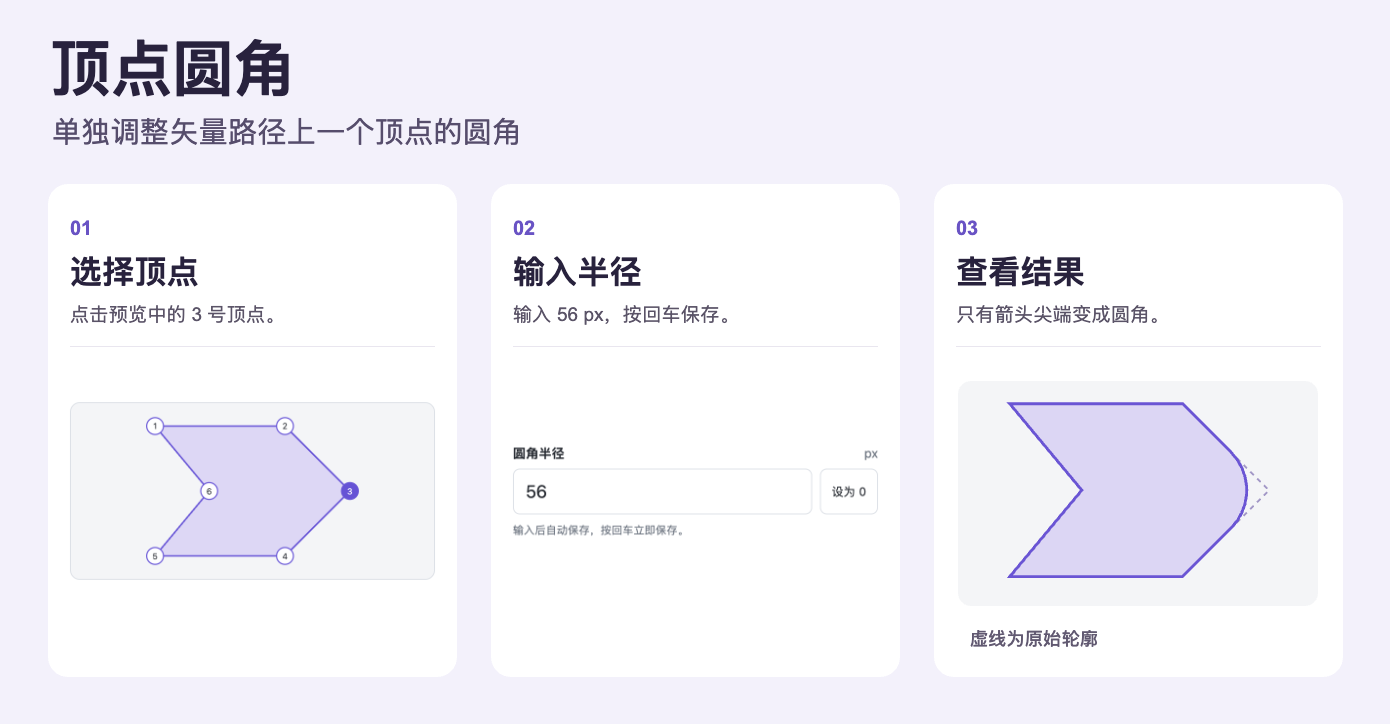 顶点圆角
单独调整矢量路径上一个顶点的圆角
01
选择顶点
点击预览中的 3 号顶点。
1
2
3
4
5
6
02
输入半径
输入 56 px，按回车保存。
圆角半径
px
56
设为 0
输入后自动保存，按回车立即保存。
03
查看结果
只有箭头尖端变成圆角。
虚线为原始轮廓